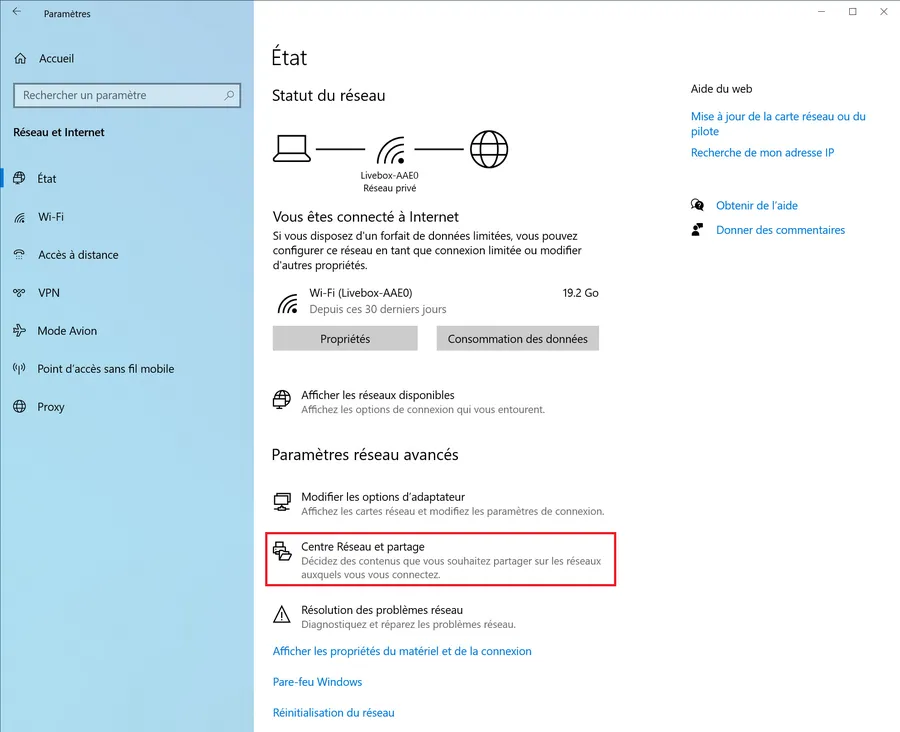 Paramètres
Accueil
Rechercher un paramètre
Réseau et Internet
État
Wi-Fi
Accès à distance
VPN
Mode Avion
Point d'accès sans fil mobile
Proxy
État
Statut du réseau
Livebox-AAE0
Réseau privé
Vous êtes connecté à Internet
Si vous disposez d'un forfait de données limitées, vous pouvez
configurer ce réseau en tant que connexion limitée ou modifier
d'autres propriétés.
Wi-Fi (Livebox-AAE0) 19.2 Go
Depuis ces 30 derniers jours
Propriétés Consommation des données
Afficher les réseaux disponibles
Affichez les options de connexion qui vous entourent.
Paramètres réseau avancés
Modifier les options d'adaptateur
Affichez les cartes réseau et modifiez les paramètres de connexion.
Centre Réseau et partage
Décidez des contenus que vous souhaitez partager sur les réseaux
auxquels vous vous connectez.
Résolution des problèmes réseau
Diagnostiquez et réparez les problèmes réseau.
Afficher les propriétés du matériel et de la connexion
Pare-feu Windows
Réinitialisation du réseau
Aide du web
Mise à jour de la carte réseau ou du
pilote
Recherche de mon adresse IP
Obtenir de l'aide
Donner des commentaires